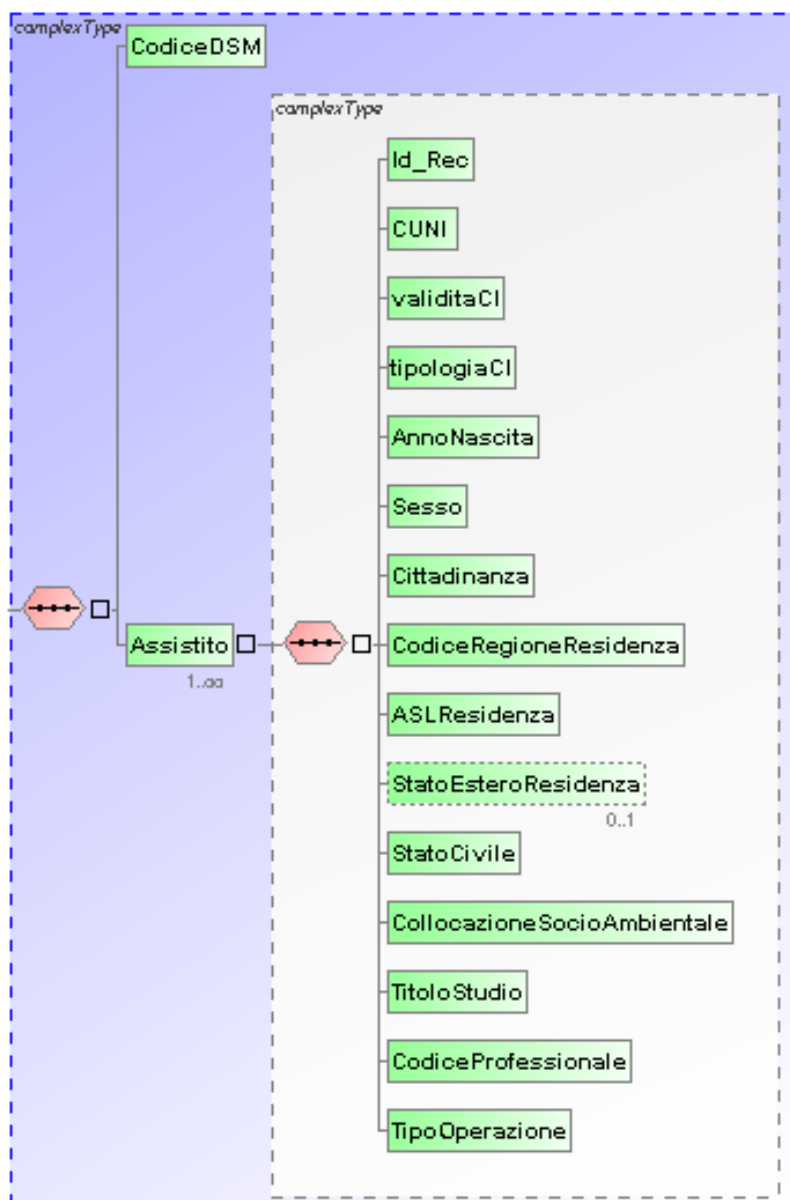 complexType
CodiceDSM
complexType
Id_Rec
CUNI
validitaCI
tipologiaCI
AnnoNascita
Sesso
Cittadinanza
Assistito
1..oo
CodiceRegioneResidenza
ASLResidenza
StatoEsteroResidenza
0..1
StatoCivile
CollocazioneSocioAmbientale
TitoloStudio
CodiceProfessionale
TipoOperazione